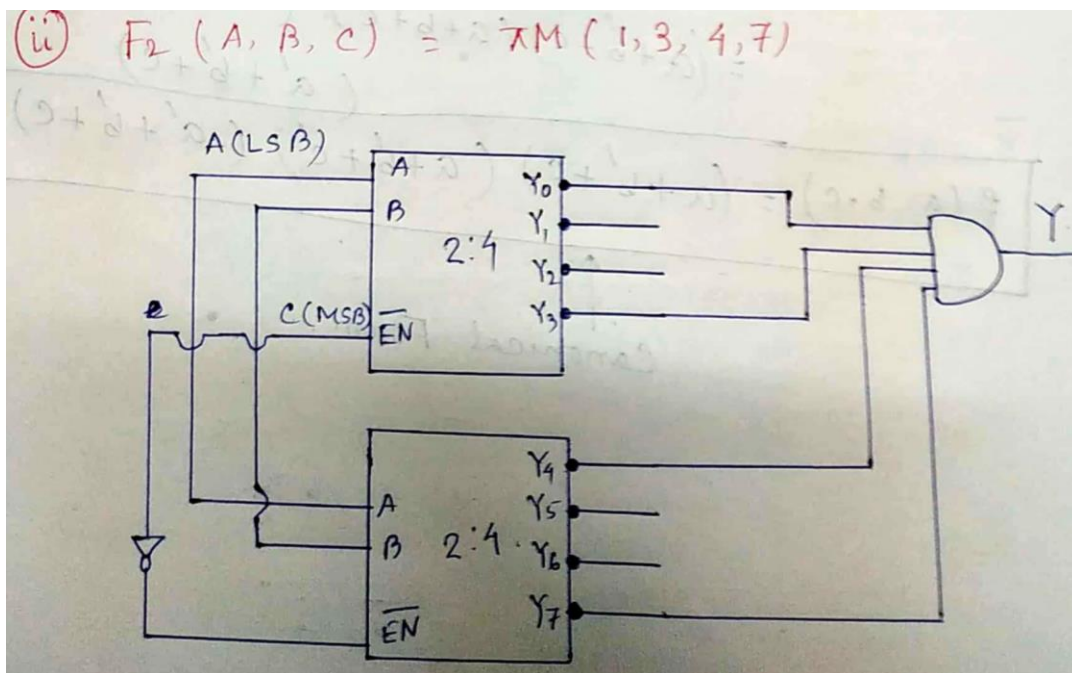 (ii) F2 (A, B, C) = πM (1, 3, 4, 7)
A(LSB)
A
B
2:4
Y0
Y1
Y2
Y3
Y
C(MSB)
EN
A
B
2:4
Y4
Y5
Y6
Y7
EN